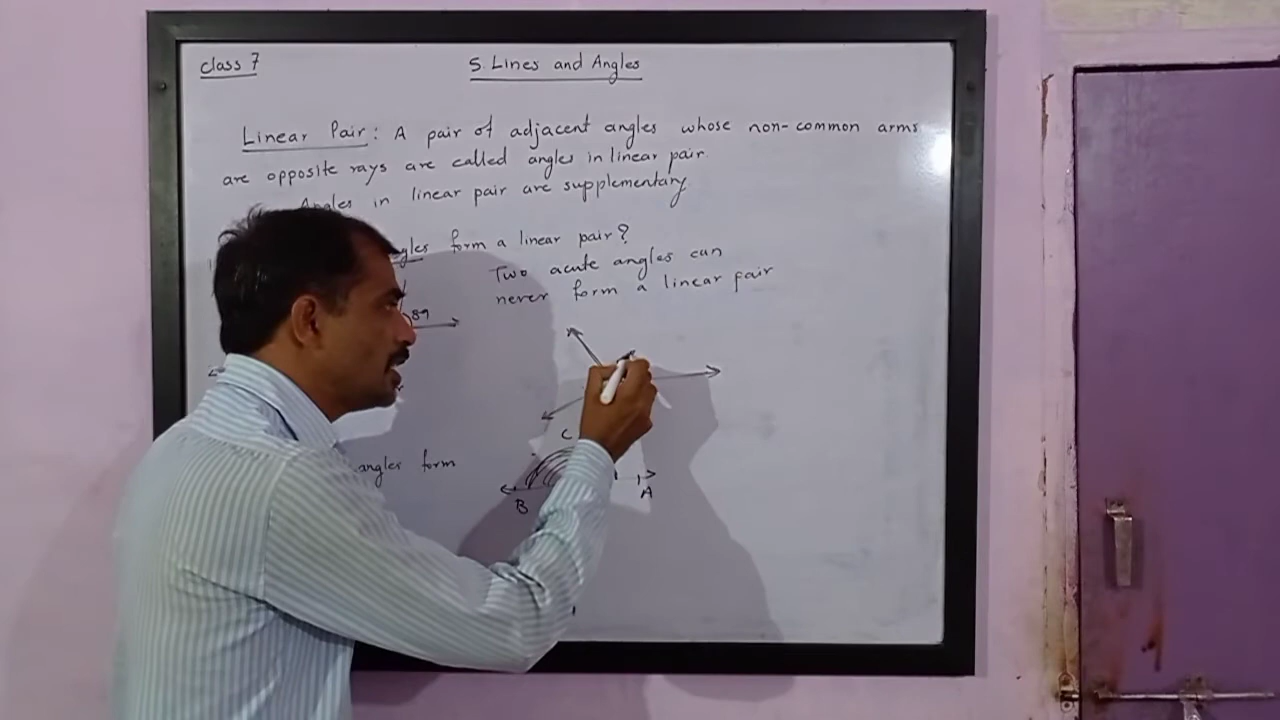 class 7
5. Lines and Angles
Linear Pair: A pair of adjacent angles whose non-common arms
are opposite rays are called angles in linear pair.
Angles in linear pair are supplementary
form a linear pair?
Two acute angles can
never form a linear pair
89
C
angles form
B
A